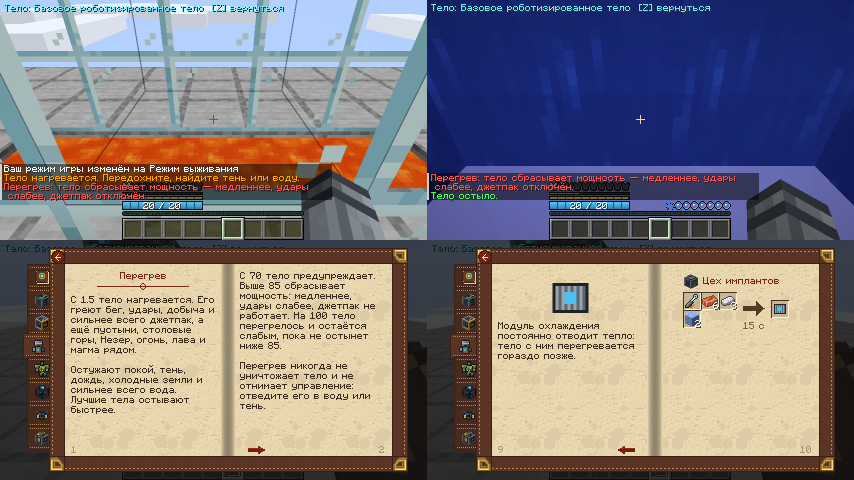 Тело: Базовое роботизированное тело [Z] вернуться
Ваш режим игры изменён на Режим выживания
Тело нагревается. Передохните, найдите тень или воду.
Перегрев: тело сбрасывает мощность — медленнее, удары
слабее, джетпак отключён.
20 / 20
Тело: Базовое роботизированное тело [Z] вернуться
Перегрев: тело сбрасывает мощность — медленнее, удары
слабее, джетпак отключён.
Тело остыло.
20 / 20
Перегрев
С 1.5 тело нагревается. Его
греют бег, удары, добыча и
сильнее всего джетпак, а
ещё пустыни, столовые
горы, Незер, огонь, лава и
магма рядом.
Остужают покой, тень,
дождь, холодные земли и
сильнее всего вода.
Лучшие тела остывают
быстрее.
1
С 70 тело предупреждает.
Выше 85 сбрасывает
мощность: медленнее,
удары слабее, джетпак не
работает. На 100 тело
перегрелось и остаётся
слабым, пока не остынет
ниже 85.
Перегрев никогда не
уничтожает тело и не
отнимает управление:
отведите его в воду или
тень.
2
Модуль охлаждения
постоянно отводит тепло:
тело с ним перегревается
гораздо позже.
9
Цех имплантов
2
15 с
10